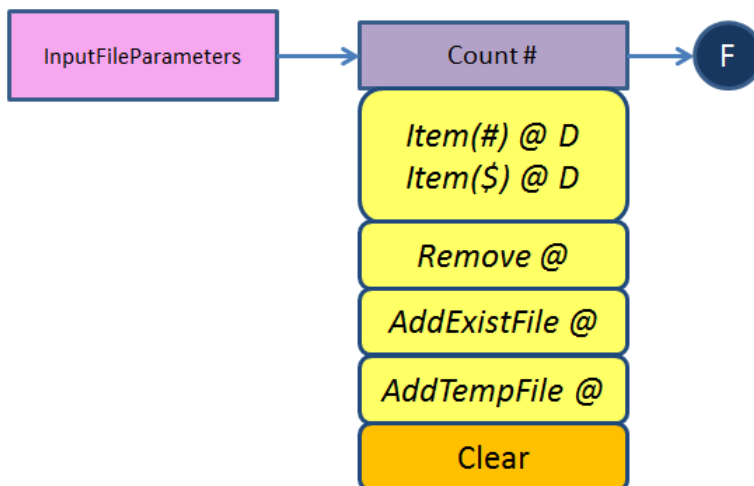 InputFileParameters
Count #
F
Item(#) @ D
Item($) @ D
Remove @
AddExistFile @
AddTempFile @
Clear